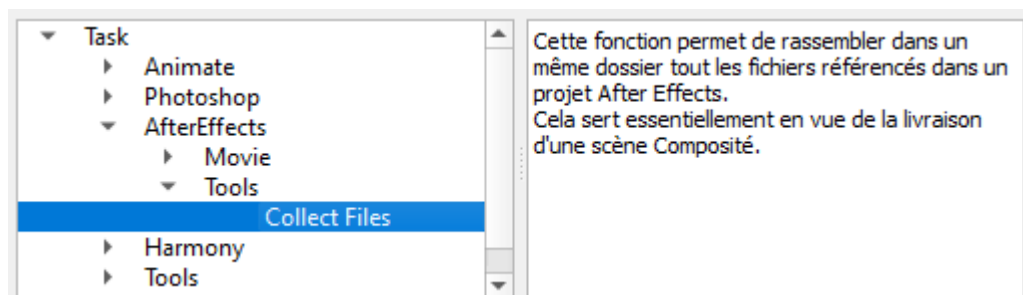 Task
Animate
Photoshop
AfterEffects
Movie
Tools
Collect Files
Harmony
Tools
Cette fonction permet de rassembler dans un
même dossier tout les fichiers référencés dans un
projet After Effects.
Cela sert essentiellement en vue de la livraison
d'une scène Composité.